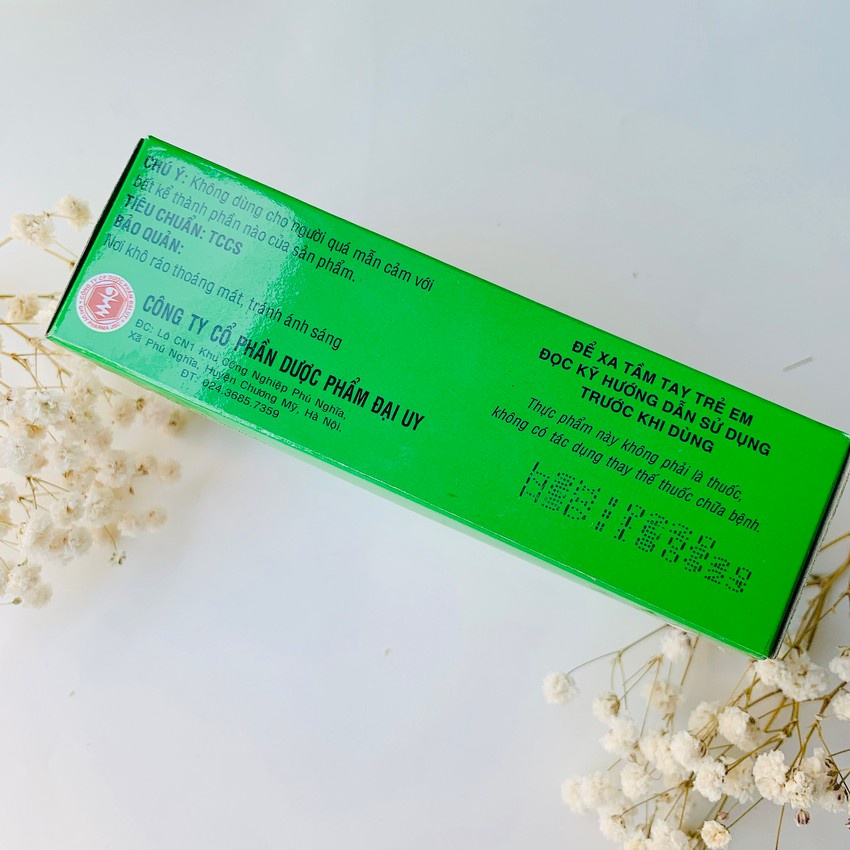 CHÚ Ý: Không dùng cho người quá mẫn cảm với
bết kể thành phần nào của sản phẩm.
TIÊU CHUẨN: TCCS
BẢO QUẢN:
Nơi khô ráo thoáng mát, tránh ánh sáng
CÔNG TY CỔ PHẦN DƯỢC PHẨM ĐẠI UY
ĐC: Lô CN1 Khu Công Nghiệp Phú Nghĩa,
Xã Phú Nghĩa, Huyện Chương Mỹ, Hà Nội.
ĐT: 024.3685.7359
ĐỂ XA TẦM TAY TRẺ EM
ĐỌC KỸ HƯỚNG DẪN SỬ DỤNG
TRƯỚC KHI DÙNG
Thực phẩm này không phải là thuốc,
không có tác dụng thay thế thuốc chữa bệnh.